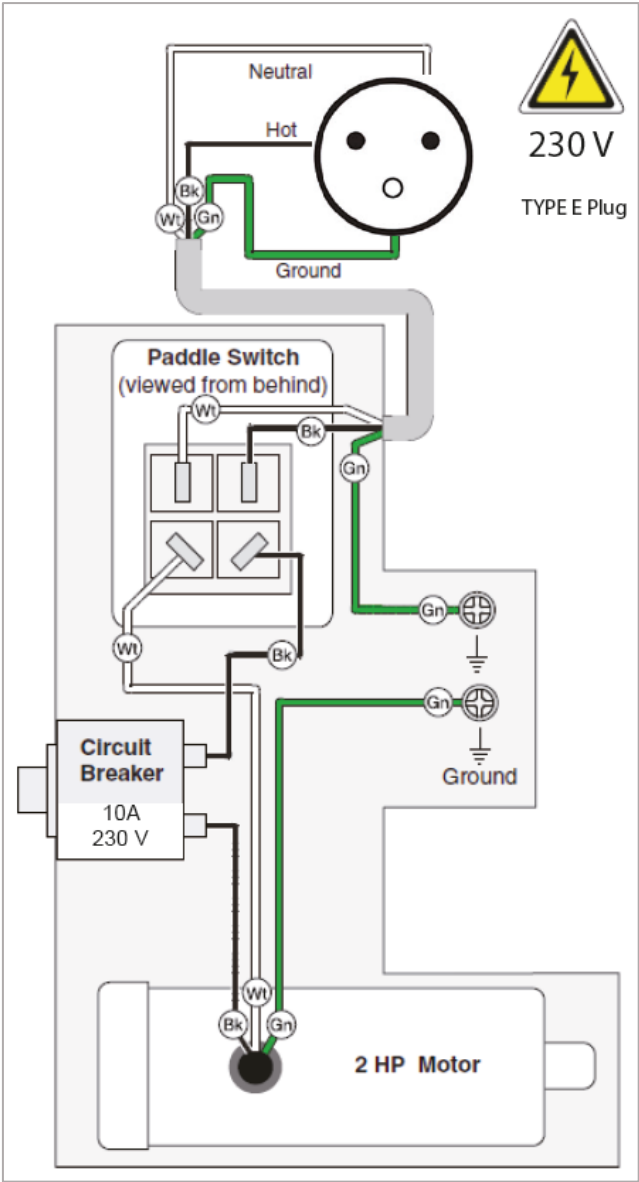 Neutral
230 V
Hot
TYPE E Plug
Bk
Wt
Gn
Ground
Paddle Switch
(viewed from behind)
Wt
Bk
Gn
Gn
Wt
Bk
Gn
Circuit
Breaker
10A
230 V
Ground
Wt
Bk
Gn
2 HP Motor